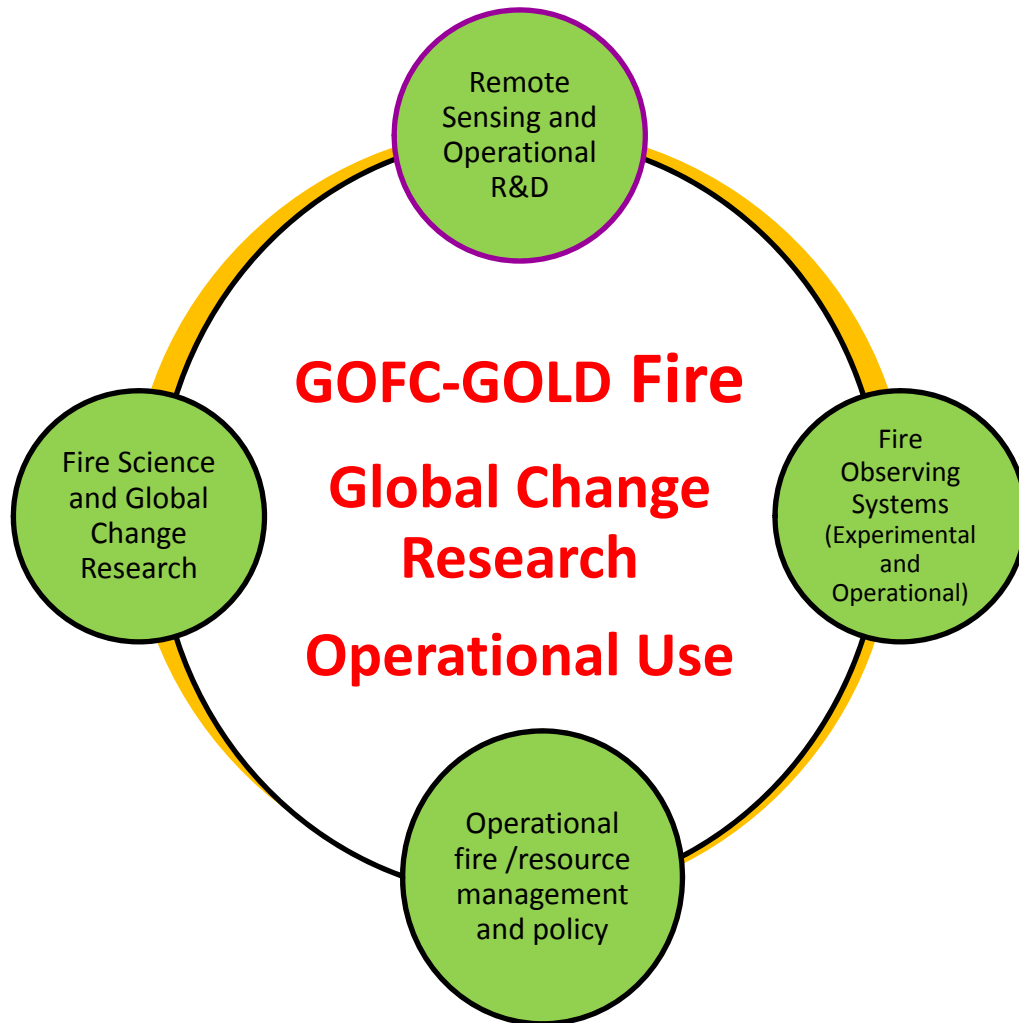 Remote
Sensing and
Operational
R&D
GOFC-GOLD Fire
Global Change
Research
Operational Use
Fire Science
and Global
Change
Research
Fire
Observing
Systems
(Experimental
and
Operational)
Operational
fire /resource
management
and policy